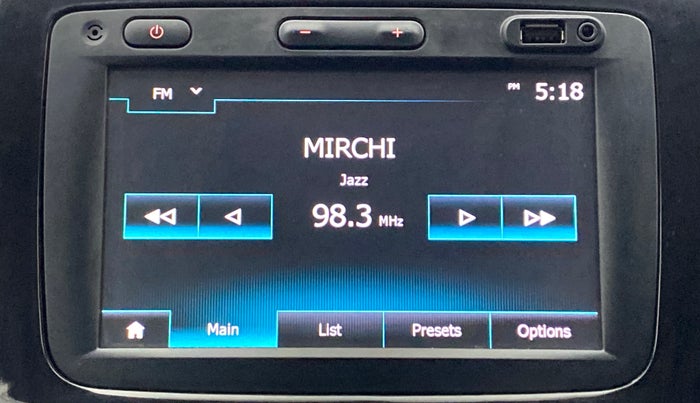 FM
PM 5:18
MIRCHI
Jazz
98.3 MHz
Main List Presets Options